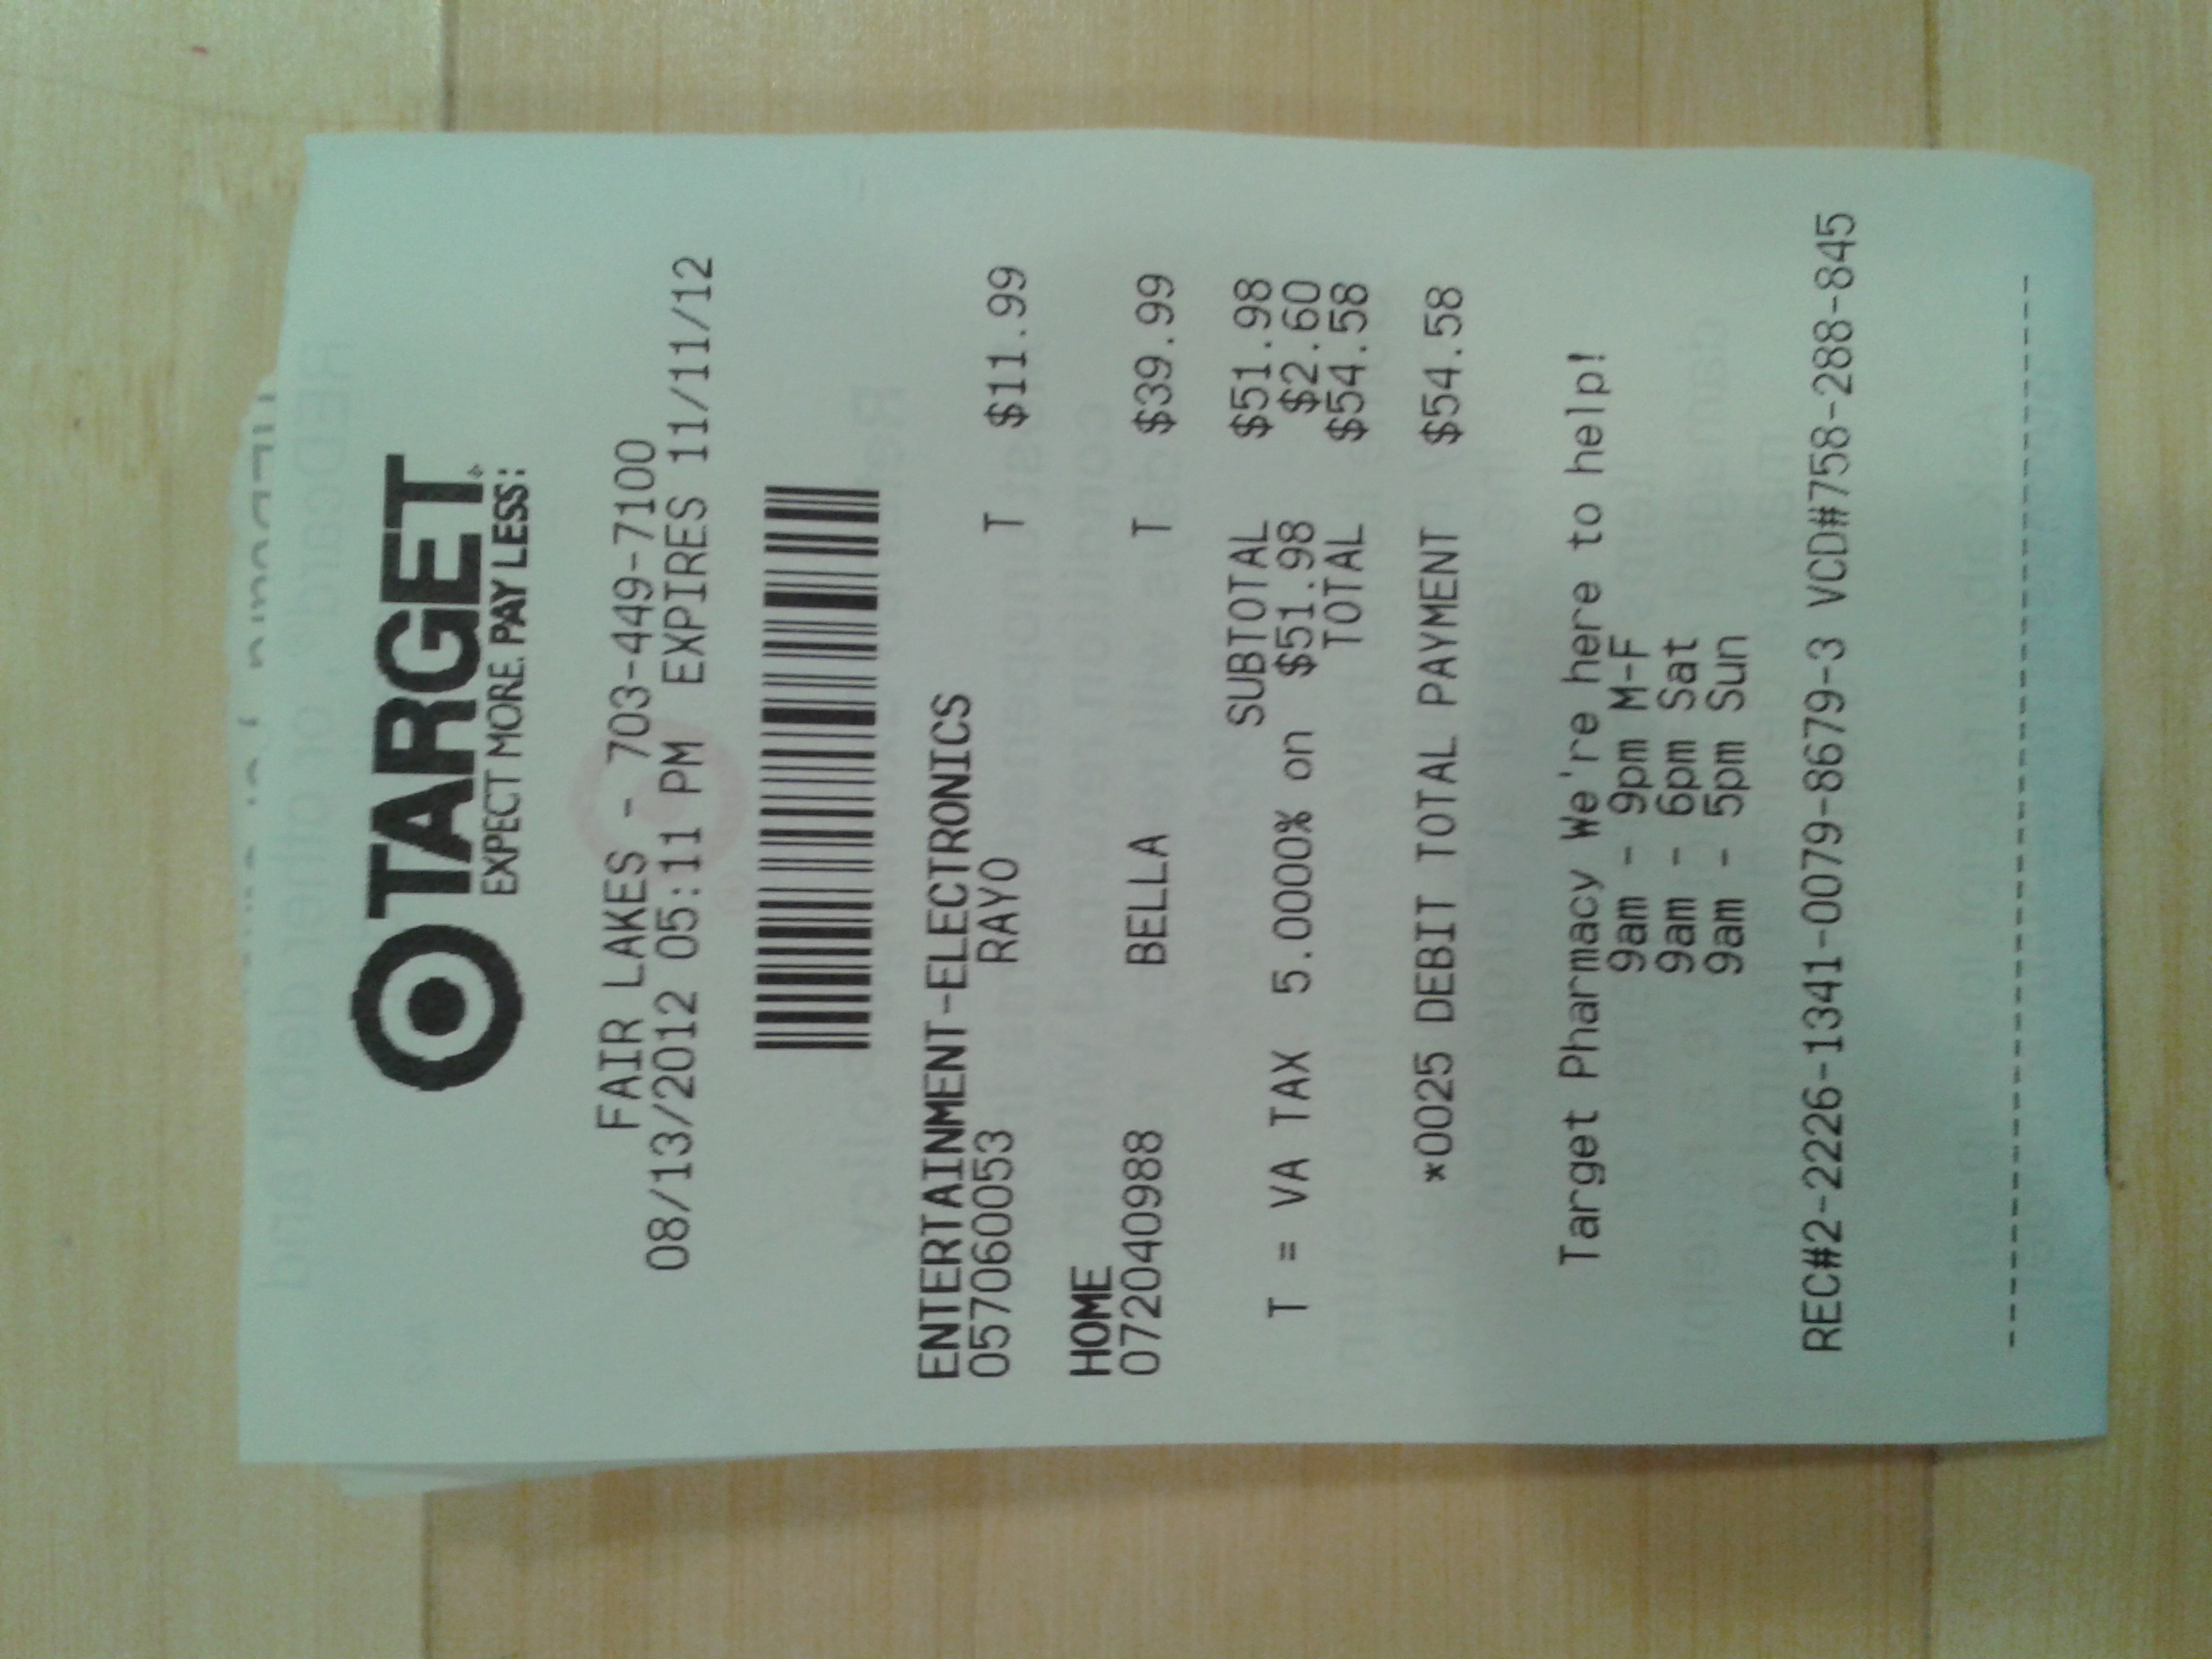 TARGET
EXPECT MORE. PAY LESS.
FAIR LAKES - 703-449-7100
08/13/2012 05:11 PM EXPIRES 11/11/12
ENTERTAINMENT-ELECTRONICS
057060053 RAYO T $11.99
HOME
072040988 BELLA T $39.99
SUBTOTAL $51.98
T = VA TAX 5.0000% on $51.98 $2.60
TOTAL $54.58
*0025 DEBIT TOTAL PAYMENT $54.58
Target Pharmacy We're here to help!
9am - 9pm M-F
9am - 6pm Sat
9am - 5pm Sun
REC#2-2226-1341-0079-8679-3 VCD#758-288-845